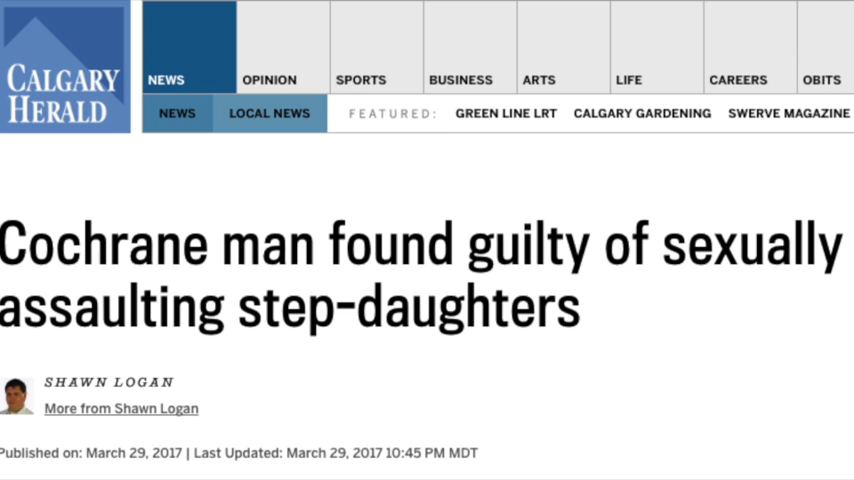 CALGARY
HERALD
NEWS OPINION SPORTS BUSINESS ARTS LIFE CAREERS OBITS
NEWS LOCAL NEWS FEATURED: GREEN LINE LRT CALGARY GARDENING SWERVE MAGAZINE
Cochrane man found guilty of sexually
assaulting step-daughters
SHAWN LOGAN
More from Shawn Logan
Published on: March 29, 2017 | Last Updated: March 29, 2017 10:45 PM MDT